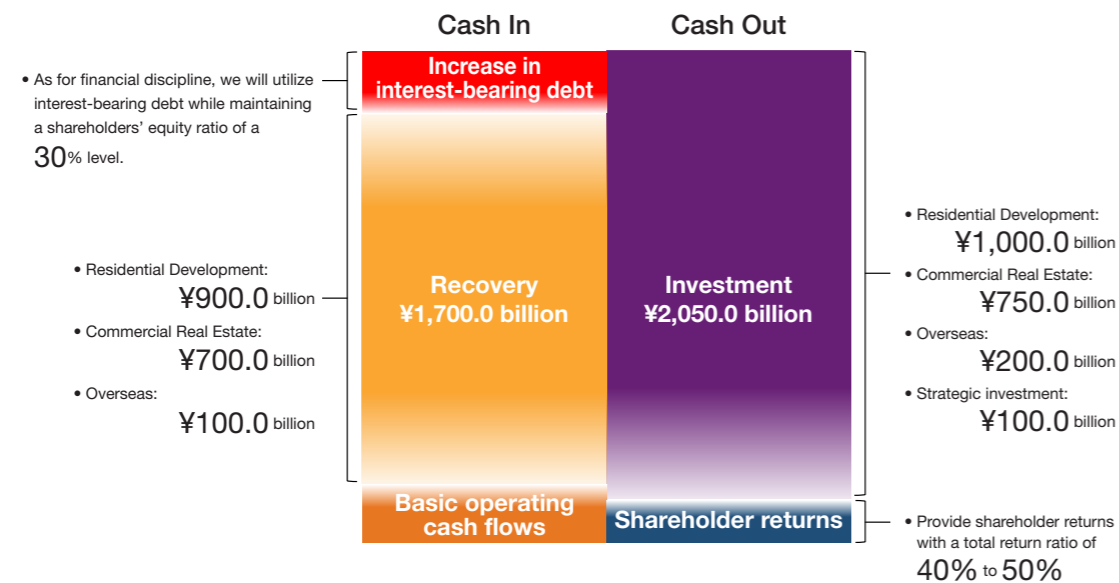 Cash In
Cash Out
• As for financial discipline, we will utilize
interest-bearing debt while maintaining
a shareholders’ equity ratio of a
30% level.
Increase in
interest-bearing debt
• Residential Development:
¥900.0 billion
• Commercial Real Estate:
¥700.0 billion
• Overseas:
¥100.0 billion
Recovery
¥1,700.0 billion
Investment
¥2,050.0 billion
• Residential Development:
¥1,000.0 billion
• Commercial Real Estate:
¥750.0 billion
• Overseas:
¥200.0 billion
• Strategic investment:
¥100.0 billion
Basic operating
cash flows
Shareholder returns
• Provide shareholder returns
with a total return ratio of
40% to 50%